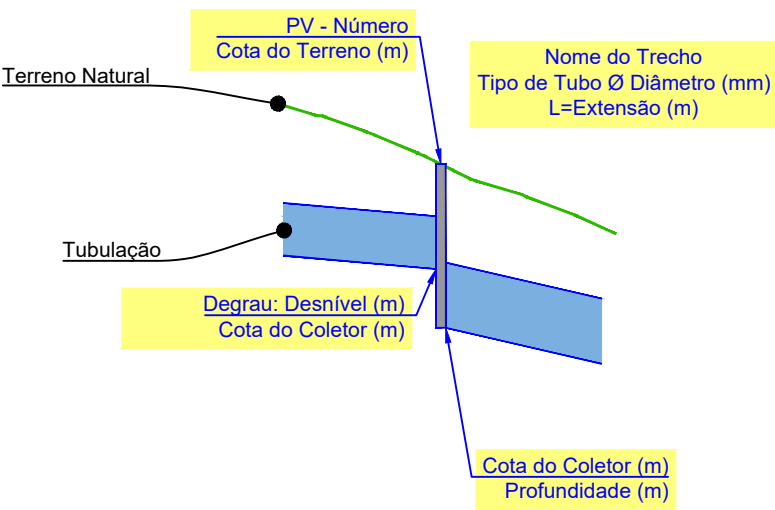 PV - Número
Cota do Terreno (m)
Nome do Trecho
Tipo de Tubo Ø Diâmetro (mm)
L=Extensão (m)
Terreno Natural
Tubulação
Degrau: Desnível (m)
Cota do Coletor (m)
Cota do Coletor (m)
Profundidade (m)